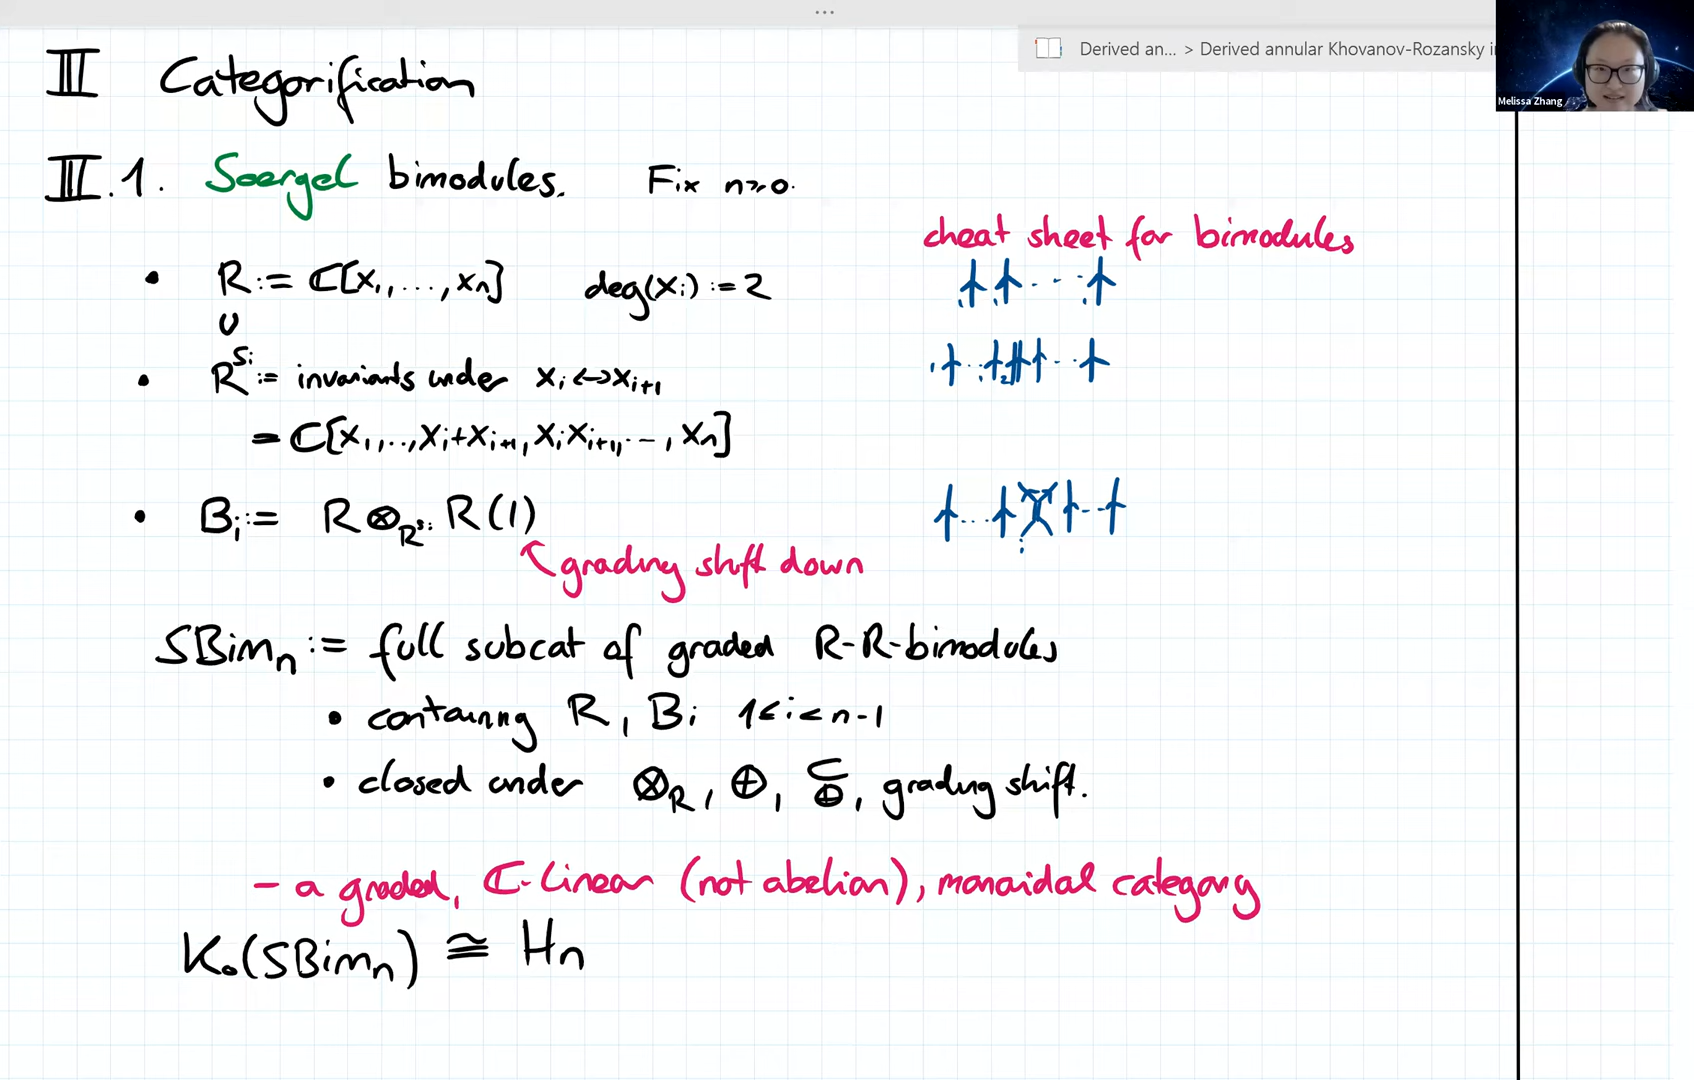 ...
Derived an... > Derived annular Khovanov-Rozansky i
Melissa Zhang
III Categorification
III.1. Soergel bimodules. Fix n≥0.
cheat sheet for bimodules
• R := ℂ[x₁,...,xₙ] deg(xᵢ) := 2
∪
• R^{sᵢ} := invariants under xᵢ ↔ xᵢ₊₁
= ℂ[x₁,..,xᵢ+xᵢ₊₁, xᵢxᵢ₊₁,..., xₙ]
• Bᵢ := R ⊗_{R^{sᵢ}} R(1)
grading shift down
SBimₙ := full subcat of graded R-R-bimodules
• containing R, Bᵢ 1≤i≤n-1
• closed under ⊗_R, ⊕, ⊂⊕, grading shift.
- a graded, ℂ-linear (not abelian), monoidal category
K₀(SBimₙ) ≅ Hₙ